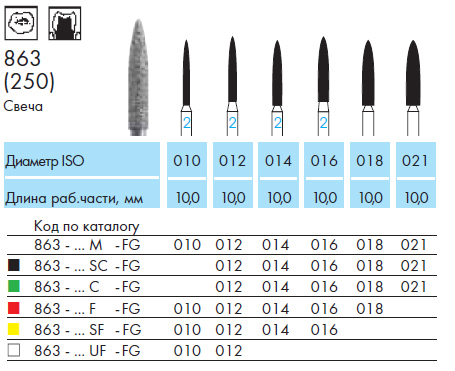 863
(250)
Свеча
2 2 2 2
Диаметр ISO 010 012 014 016 018 021
Длина раб.части, мм 10,0 10,0 10,0 10,0 10,0 10,0
Код по каталогу
863 - ... M - FG 010 012 014 016 018 021
863 - ... SC - FG 012 014 016 018 021
863 - ... C - FG 012 014 016 018 021
863 - ... F - FG 010 012 014 016 018
863 - ... SF - FG 010 012 014 016
863 - ... UF - FG 010 012